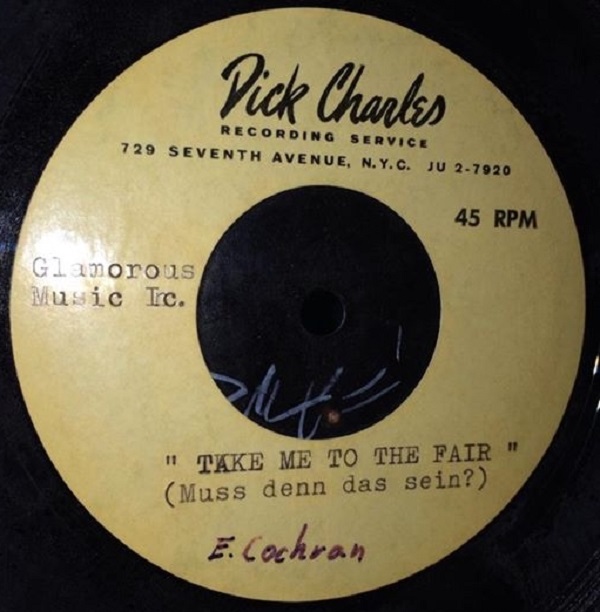 Dick Charles
RECORDING SERVICE
729 SEVENTH AVENUE, N.Y.C. JU 2-7920
45 RPM
Glamorous
Music Inc.
" TAKE ME TO THE FAIR "
(Muss denn das sein?)
E. Cochran